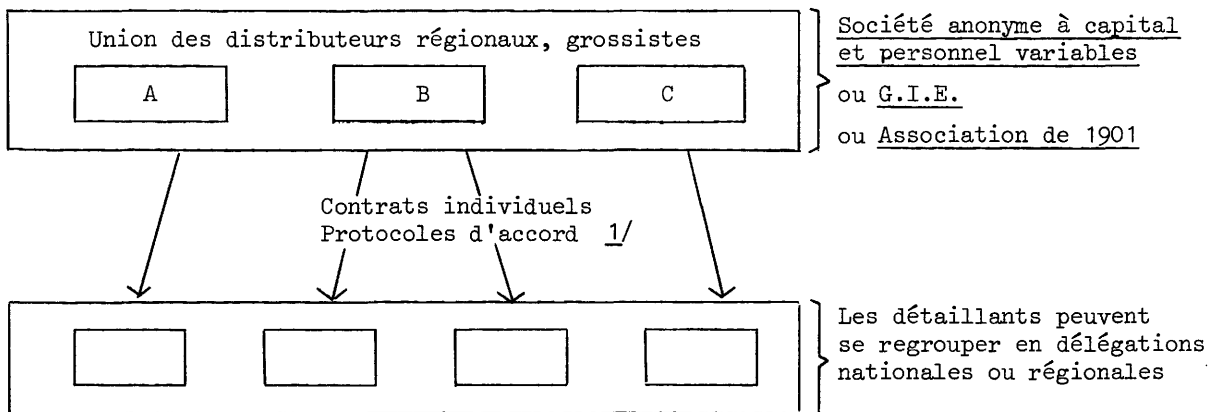 Union des distributeurs régionaux, grossistes
A
B
C
Société anonyme à capital
et personnel variables
ou G.I.E.
ou Association de 1901
Contrats individuels
Protocoles d'accord 1/
Les détaillants peuvent
se regrouper en délégations
nationales ou régionales